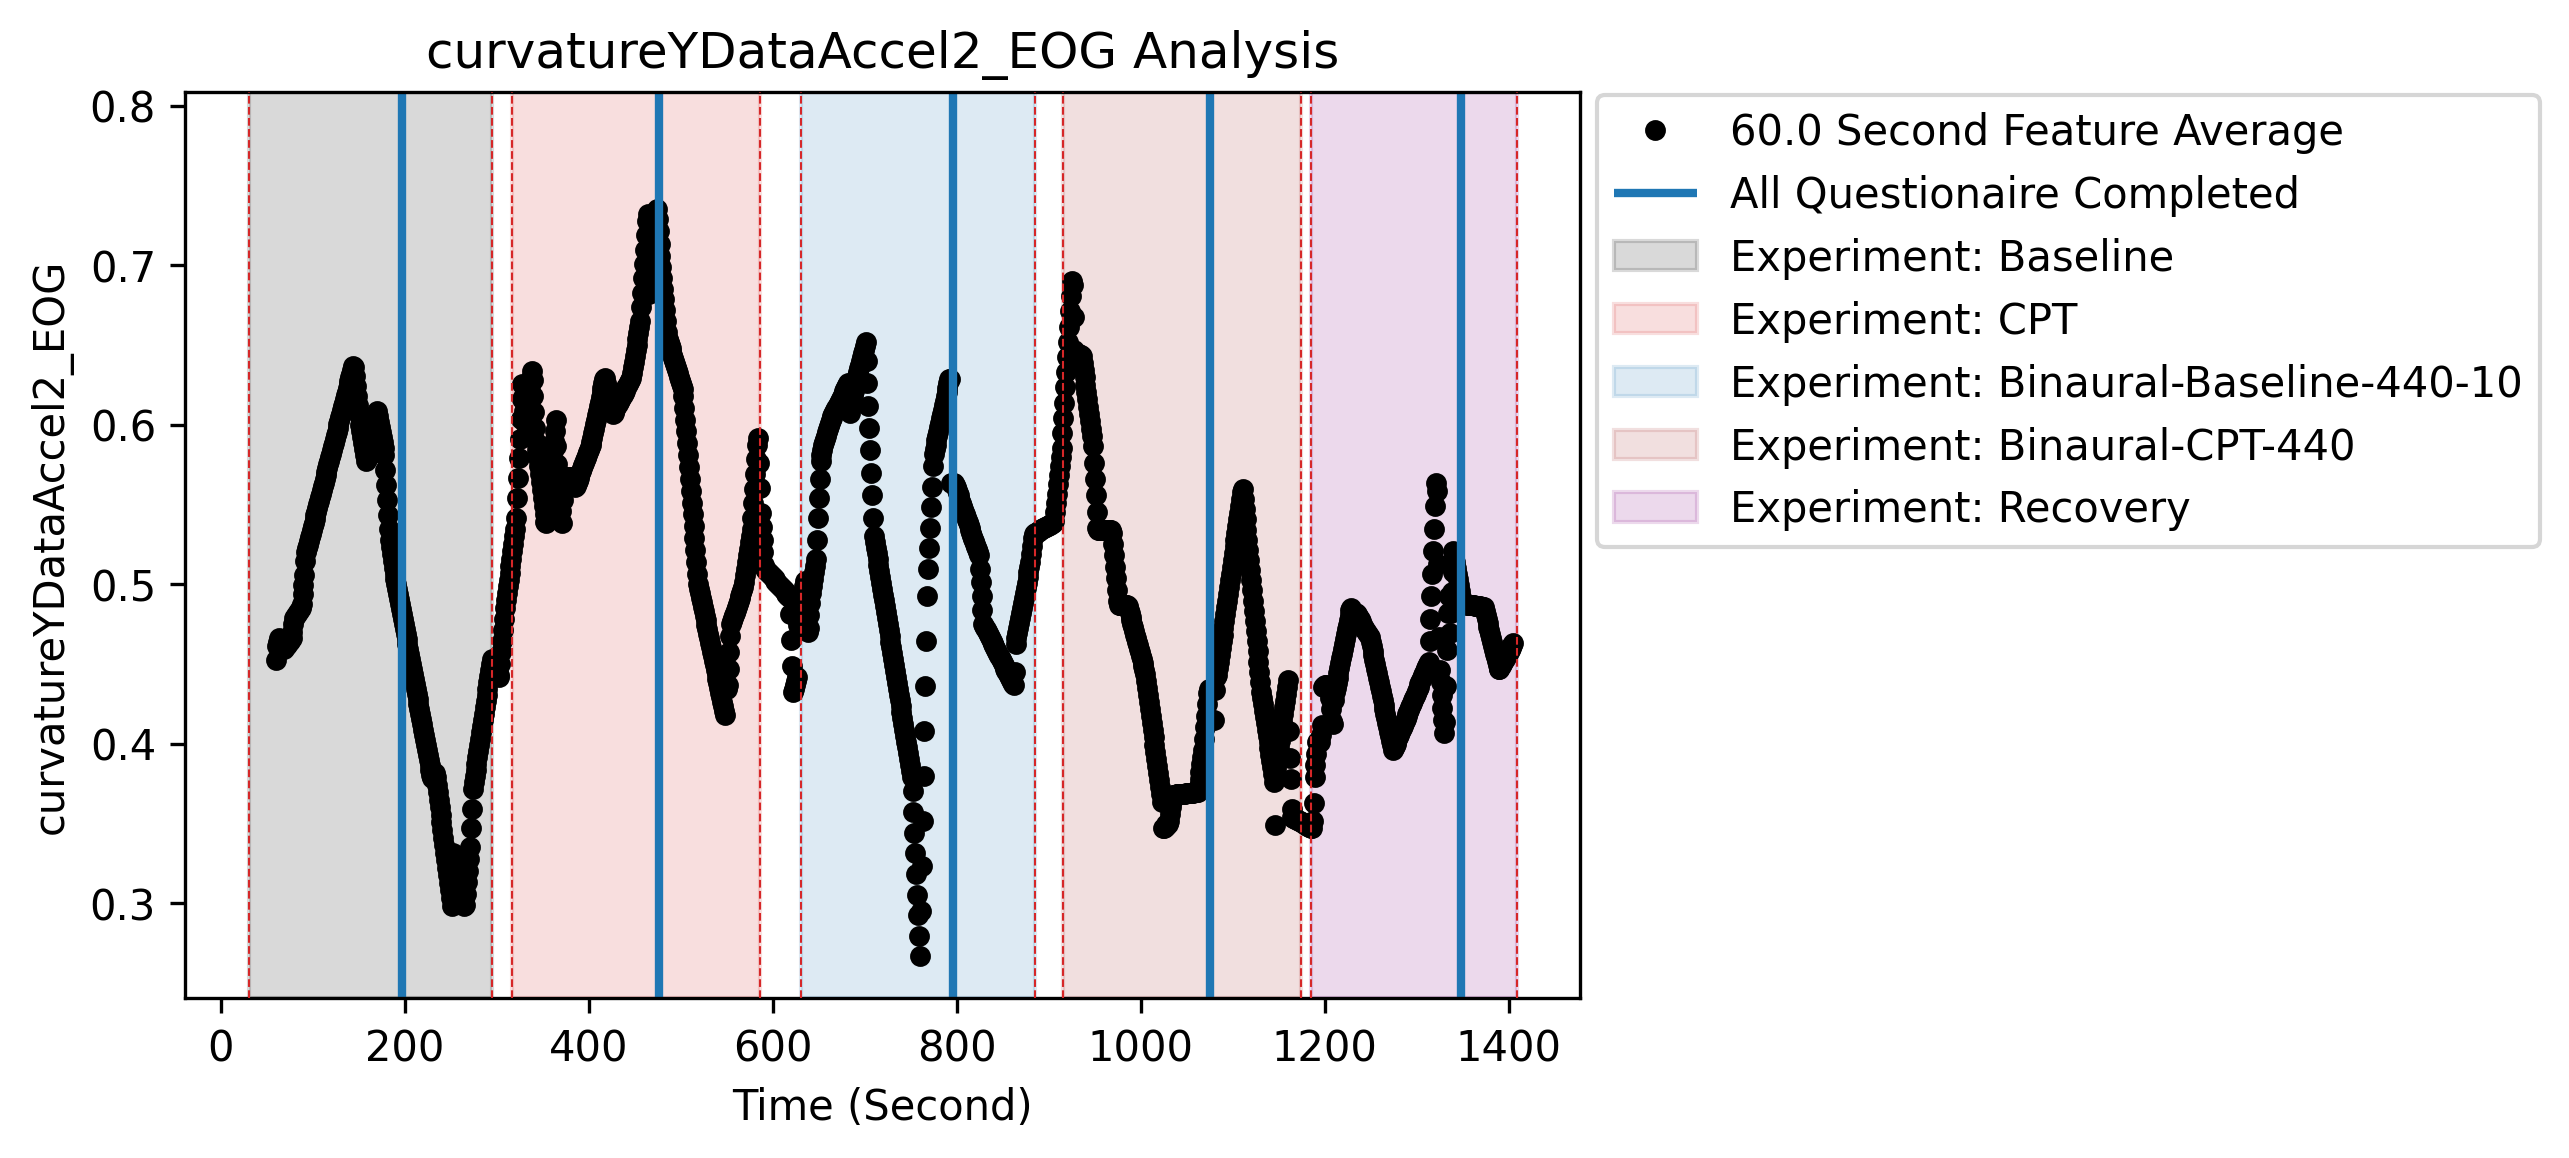 curvatureYDataAccel2_EOG Analysis
curvatureYDataAccel2_EOG
0.8
0.7
0.6
0.5
0.4
0.3
0 200 400 600 800 1000 1200 1400
Time (Second)
60.0 Second Feature Average
All Questionaire Completed
Experiment: Baseline
Experiment: CPT
Experiment: Binaural-Baseline-440-10
Experiment: Binaural-CPT-440
Experiment: Recovery